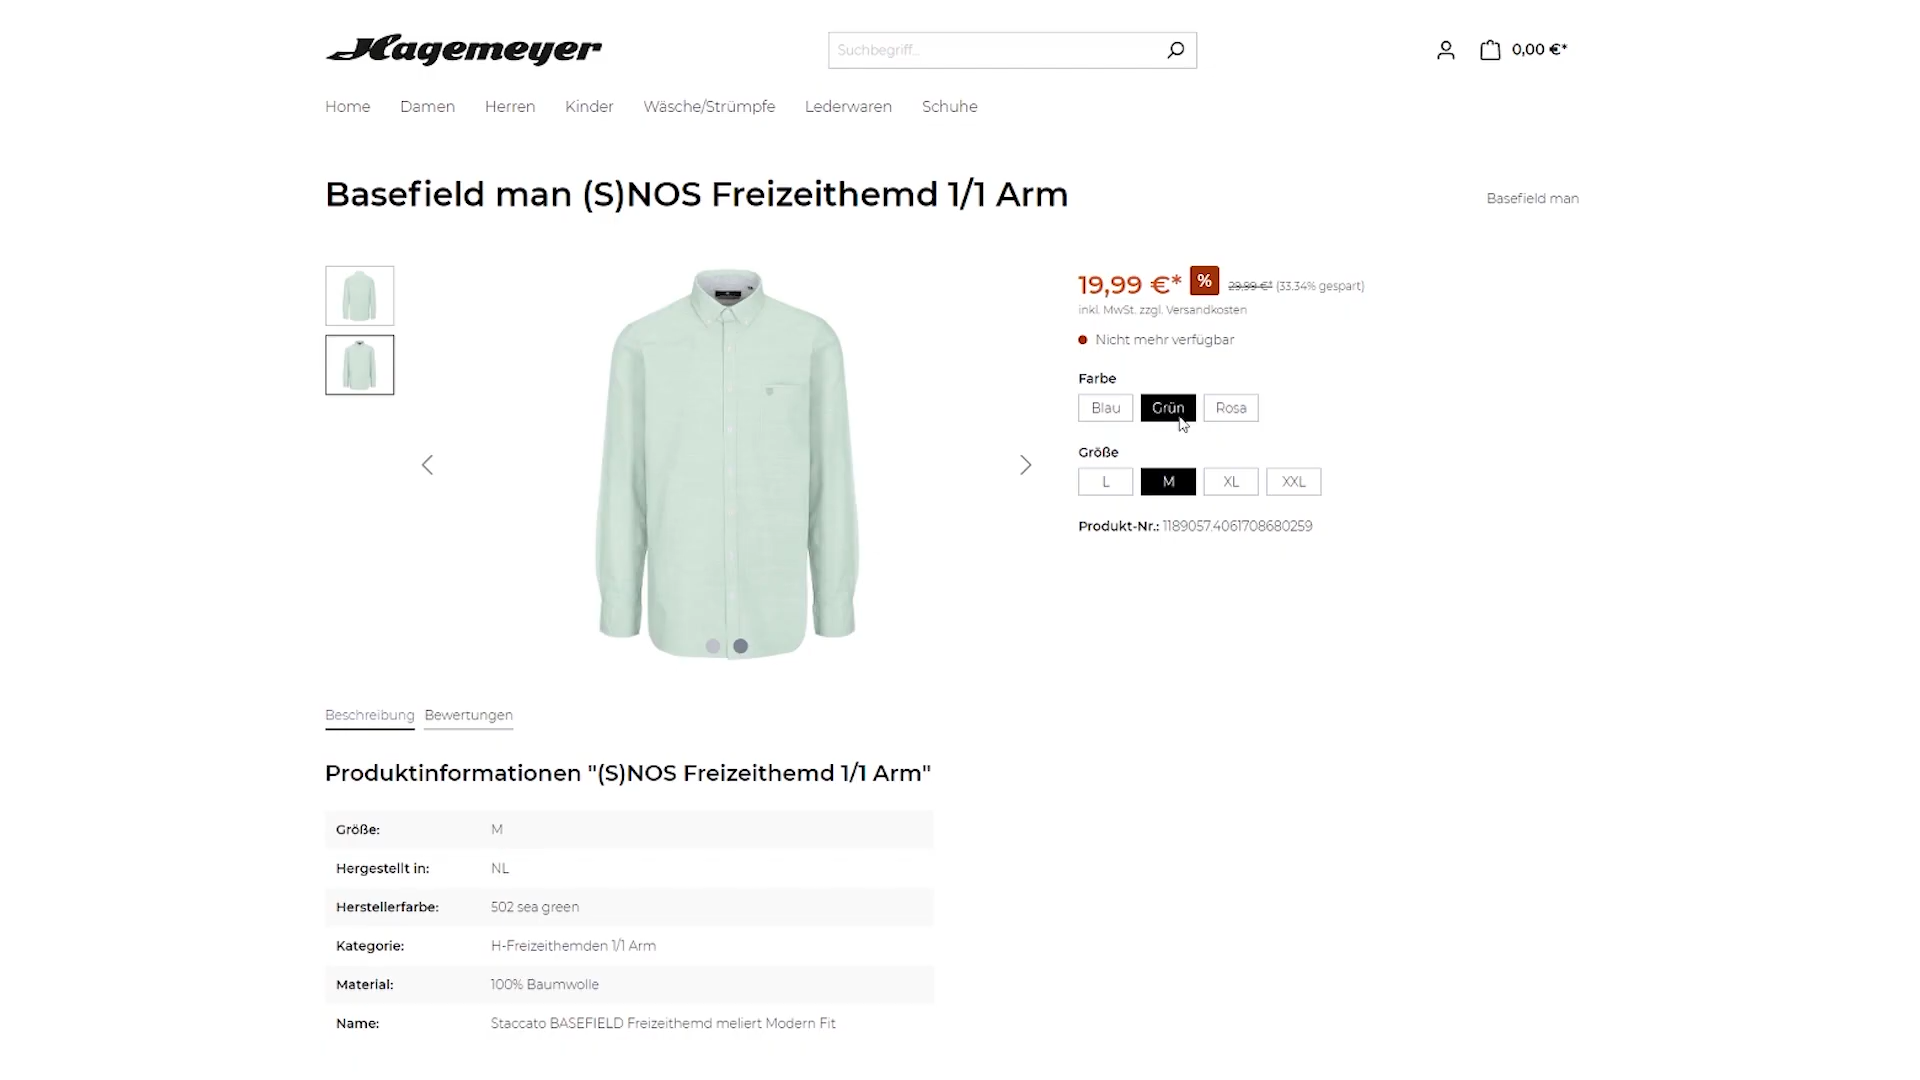 Hagemeyer
Suchbegriff...
0,00 €*
Home Damen Herren Kinder Wäsche/Strümpfe Lederwaren Schuhe
Basefield man (S)NOS Freizeithemd 1/1 Arm
Basefield man
19,99 €* % 29,99 €* (33.34% gespart)
inkl. MwSt. zzgl. Versandkosten
Nicht mehr verfügbar
Farbe
Blau Grün Rosa
Größe
L M XL XXL
Produkt-Nr.: 1189057.4061708680259
Beschreibung Bewertungen
Produktinformationen "(S)NOS Freizeithemd 1/1 Arm"
Größe: M
Hergestellt in: NL
Herstellerfarbe: 502 sea green
Kategorie: H-Freizeithemden 1/1 Arm
Material: 100% Baumwolle
Name: Staccato BASEFIELD Freizeithemd meliert Modern Fit